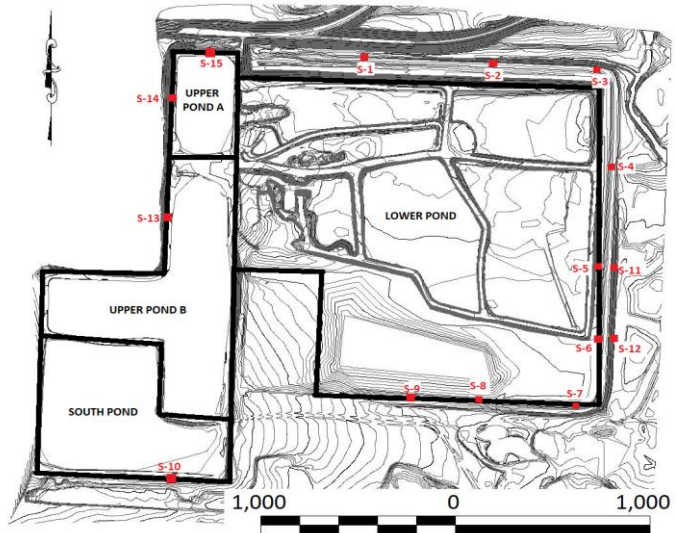 S-15
S-1
S-2
S-3
S-14
UPPER
POND A
S-4
S-13
LOWER POND
S-5
S-11
UPPER POND B
S-6
S-12
S-9
S-8
S-7
SOUTH POND
S-10
1,000 0 1,000